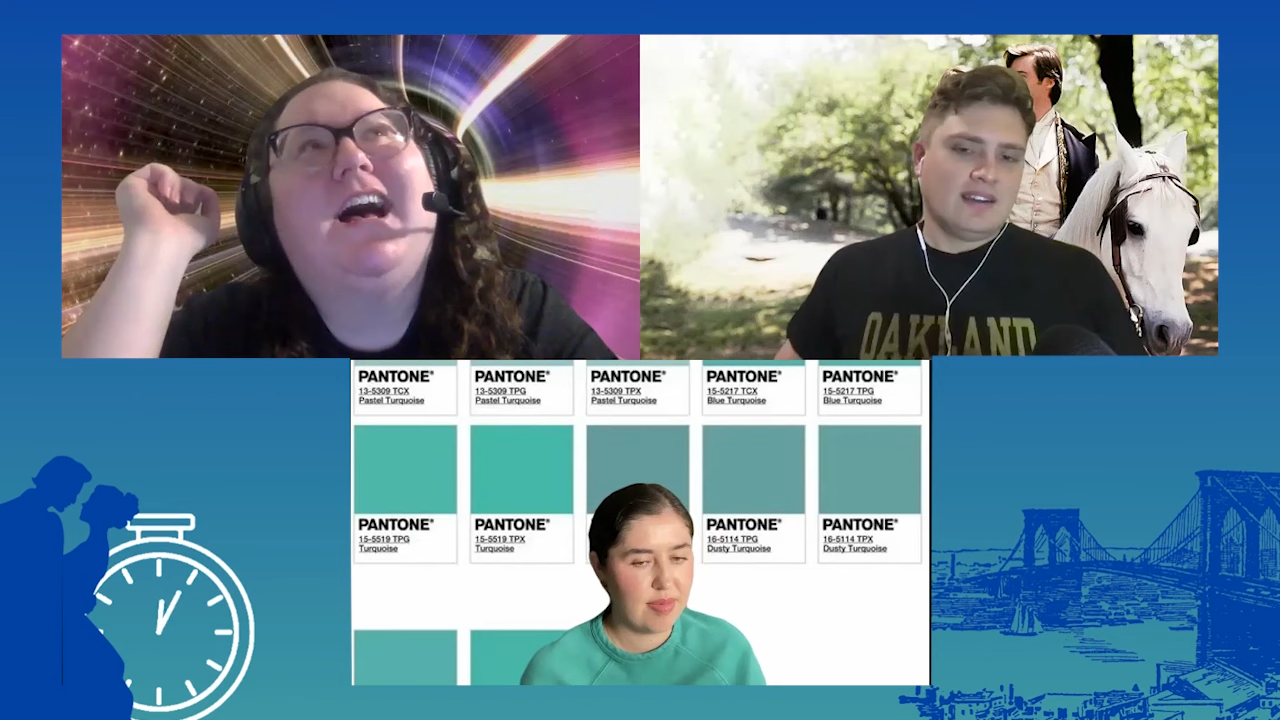 OAKLAND
PANTONE®
13-5309 TCX
Pastel Turquoise
PANTONE®
13-5309 TPG
Pastel Turquoise
PANTONE®
13-5309 TPX
Pastel Turquoise
PANTONE®
15-5217 TCX
Blue Turquoise
PANTONE®
15-5217 TPG
Blue Turquoise
PANTONE®
15-5519 TPG
Turquoise
PANTONE®
15-5519 TPX
Turquoise
PANTONE®
16-5114 TPG
Dusty Turquoise
PANTONE®
16-5114 TPX
Dusty Turquoise